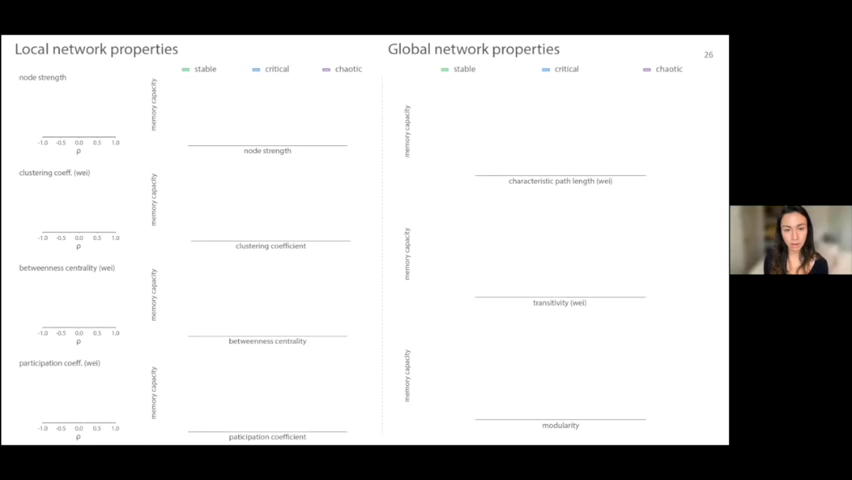 Local network properties
stable critical chaotic
node strength
memory capacity
-1.0 -0.5 0.0 0.5 1.0
ρ
node strength
clustering coeff. (wei)
memory capacity
-1.0 -0.5 0.0 0.5 1.0
ρ
clustering coefficient
betweenness centrality (wei)
memory capacity
-1.0 -0.5 0.0 0.5 1.0
ρ
betweenness centrality
participation coeff. (wei)
memory capacity
-1.0 -0.5 0.0 0.5 1.0
ρ
paticipation coefficient
Global network properties
26
stable critical chaotic
memory capacity
characteristic path length (wei)
memory capacity
transitivity (wei)
memory capacity
modularity